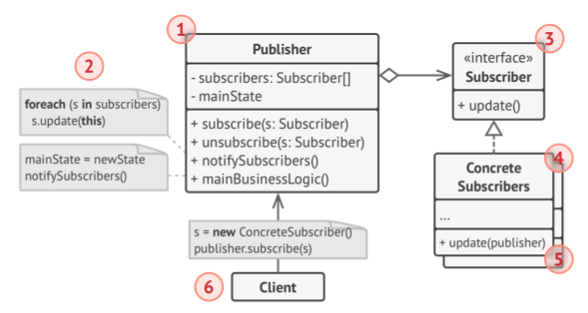 1
Publisher
- subscribers: Subscriber[]
- mainState
+ subscribe(s: Subscriber)
+ unsubscribe(s: Subscriber)
+ notifySubscribers()
+ mainBusinessLogic()
2
foreach (s in subscribers)
s.update(this)
mainState = newState
notifySubscribers()
3
«interface»
Subscriber
+ update()
4
Concrete
Subscribers
...
+ update(publisher)
5
s = new ConcreteSubscriber()
publisher.subscribe(s)
6
Client